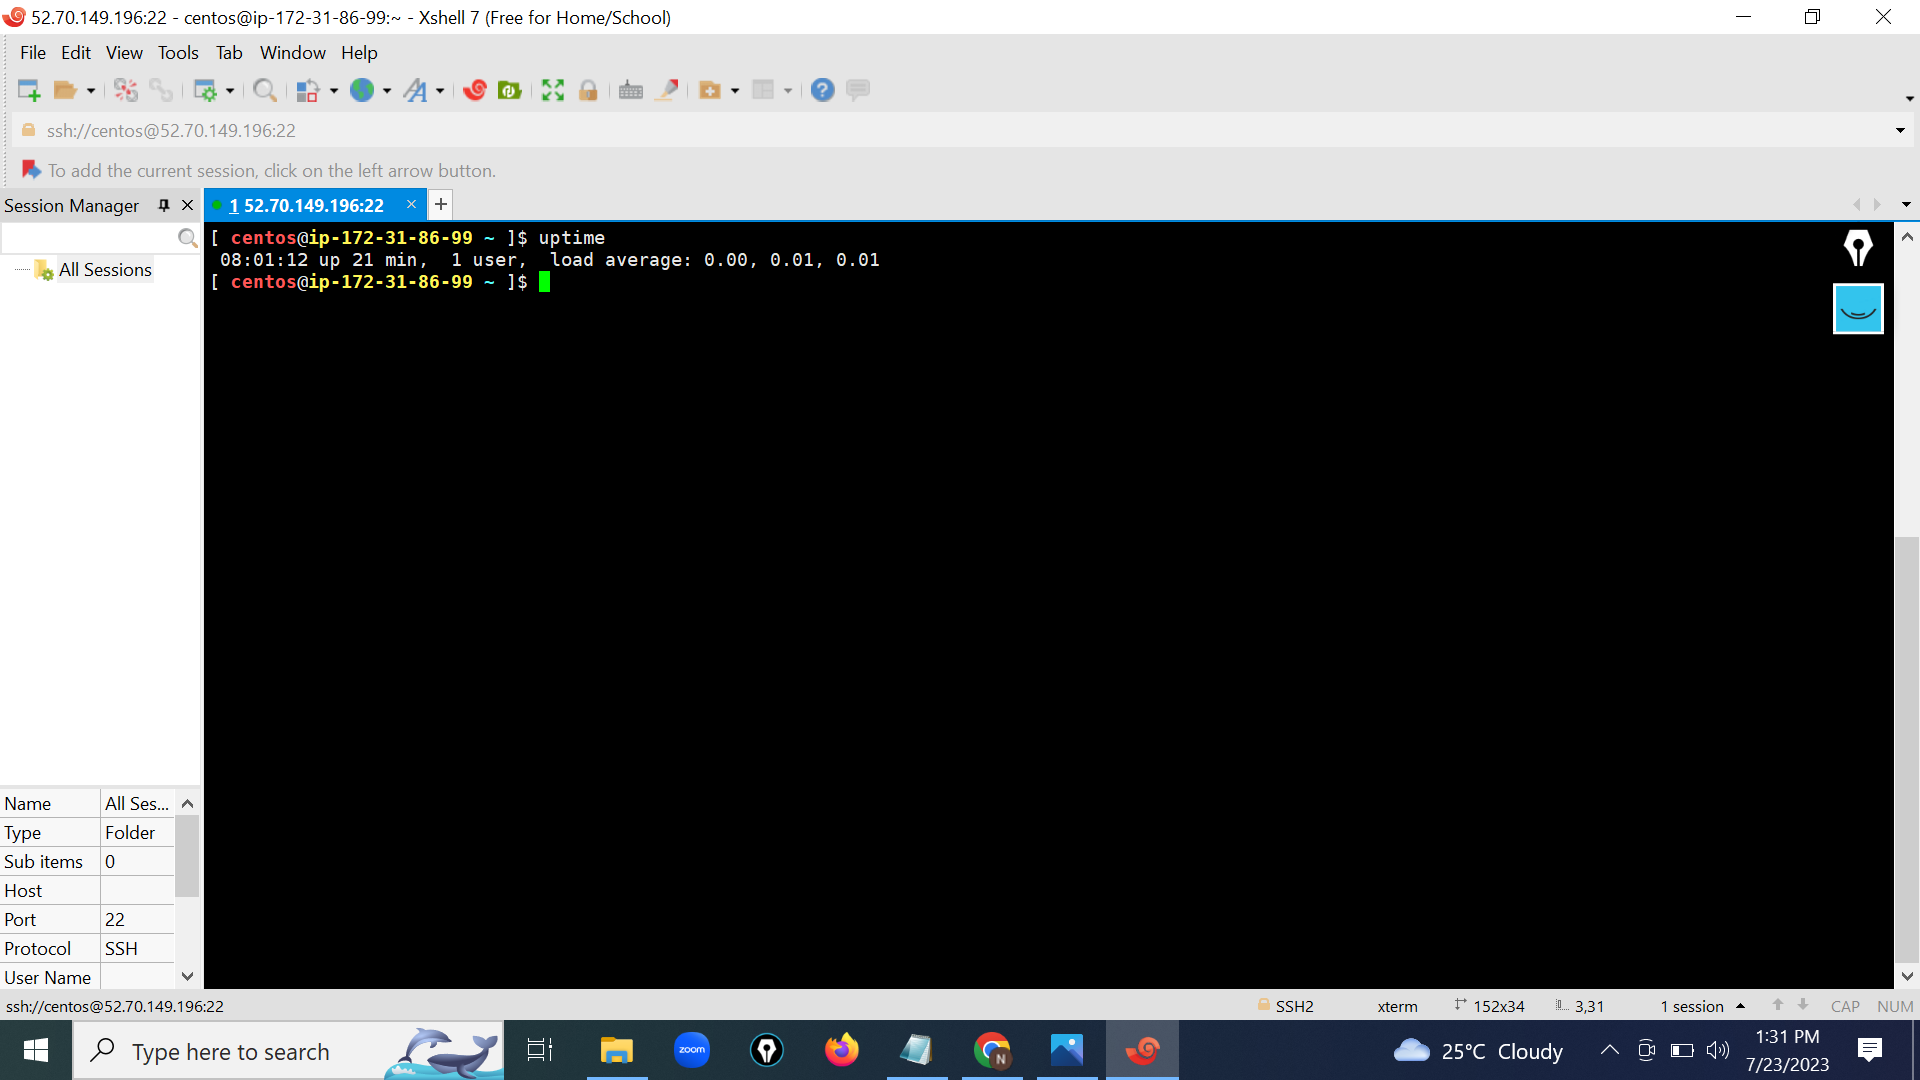 52.70.149.196:22 - centos@ip-172-31-86-99:~ - Xshell 7 (Free for Home/School)
File Edit View Tools Tab Window Help
ssh://centos@52.70.149.196:22
To add the current session, click on the left arrow button.
Session Manager
1 52.70.149.196:22
[ centos@ip-172-31-86-99 ~ ]$ uptime
08:01:12 up 21 min,  1 user,  load average: 0.00, 0.01, 0.01
[ centos@ip-172-31-86-99 ~ ]$
All Sessions
Name All Ses...
Type Folder
Sub items 0
Host
Port 22
Protocol SSH
User Name
ssh://centos@52.70.149.196:22 SSH2 xterm 152x34 3,31 1 session CAP NUM
Type here to search
zoom
N
25°C Cloudy
1:31 PM
7/23/2023